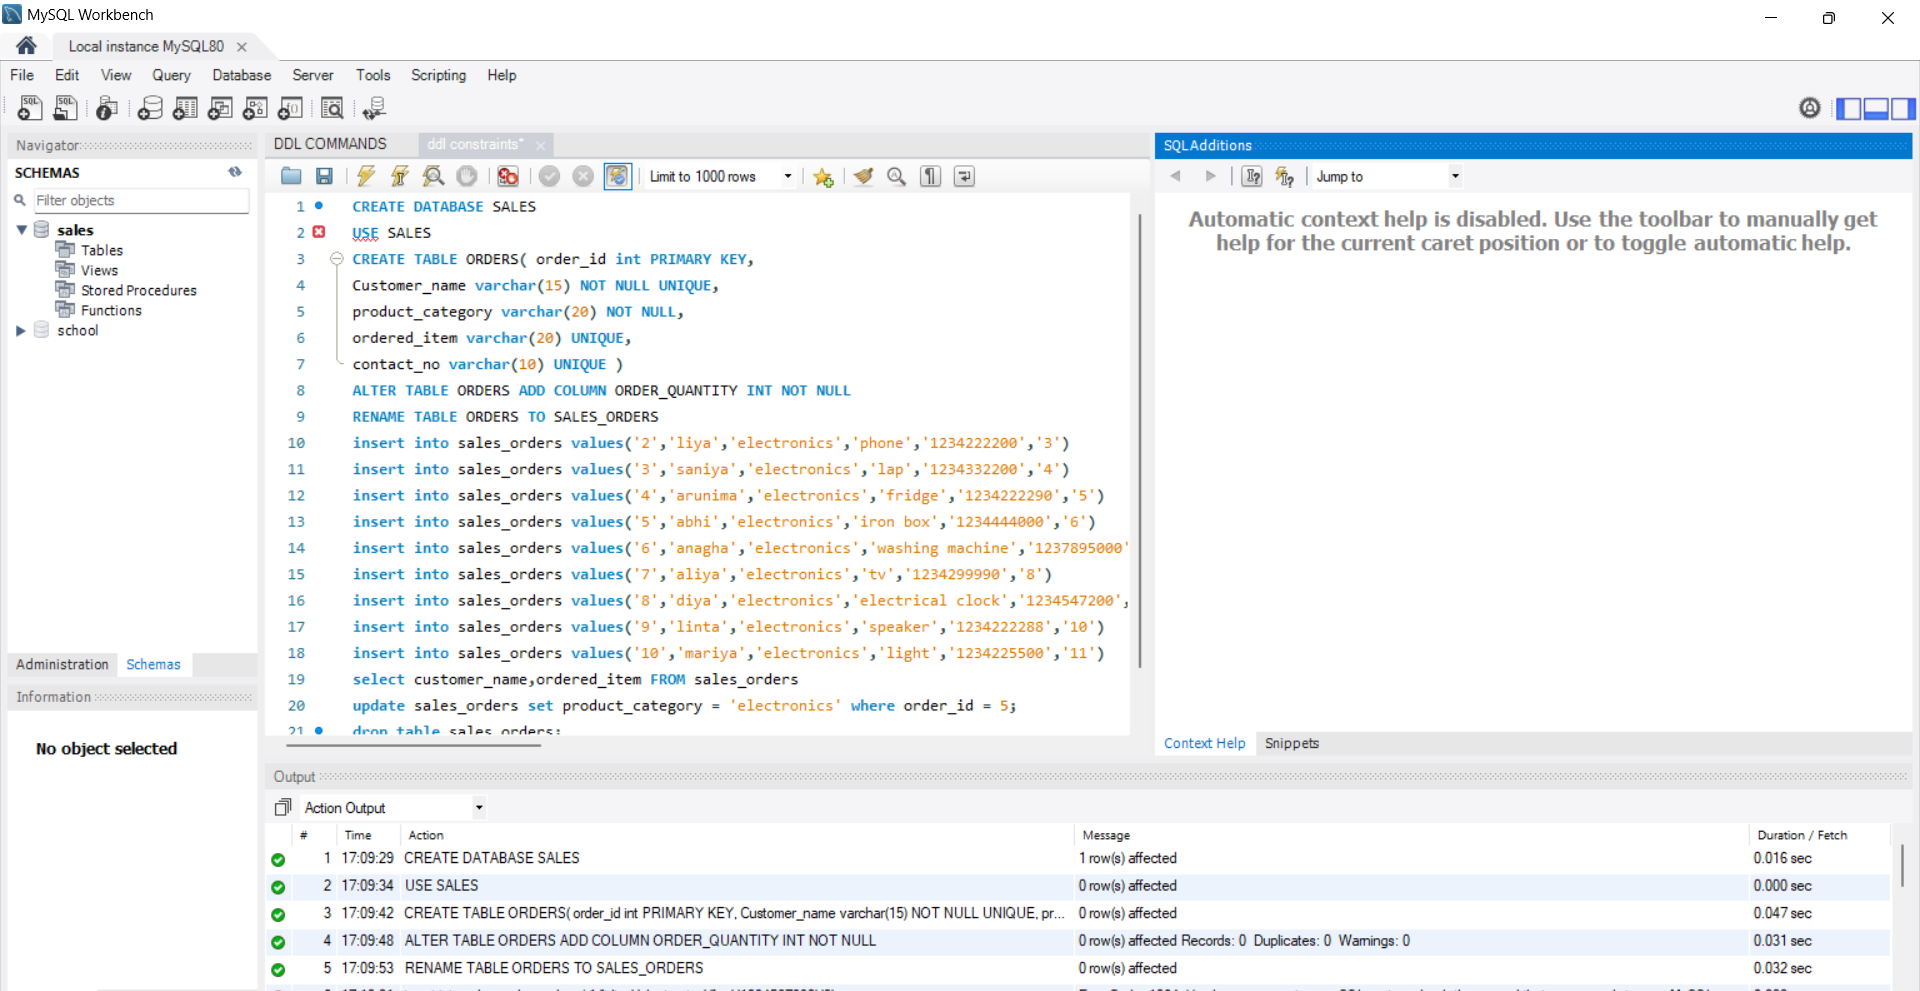 MySQL Workbench
Local instance MySQL80
File Edit View Query Database Server Tools Scripting Help
Navigator
SCHEMAS
Filter objects
sales
Tables
Views
Stored Procedures
Functions
school
Administration Schemas
Information
No object selected
DDL COMMANDS ddl constraints*
Limit to 1000 rows
1 CREATE DATABASE SALES
2 USE SALES
3 CREATE TABLE ORDERS( order_id int PRIMARY KEY,
4 Customer_name varchar(15) NOT NULL UNIQUE,
5 product_category varchar(20) NOT NULL,
6 ordered_item varchar(20) UNIQUE,
7 contact_no varchar(10) UNIQUE )
8 ALTER TABLE ORDERS ADD COLUMN ORDER_QUANTITY INT NOT NULL
9 RENAME TABLE ORDERS TO SALES_ORDERS
10 insert into sales_orders values('2','liya','electronics','phone','1234222200','3')
11 insert into sales_orders values('3','saniya','electronics','lap','1234332200','4')
12 insert into sales_orders values('4','arunima','electronics','fridge','1234222290','5')
13 insert into sales_orders values('5','abhi','electronics','iron box','1234444000','6')
14 insert into sales_orders values('6','anagha','electronics','washing machine','1237895000'
15 insert into sales_orders values('7','aliya','electronics','tv','1234299990','8')
16 insert into sales_orders values('8','diya','electronics','electrical clock','1234547200',
17 insert into sales_orders values('9','linta','electronics','speaker','1234222288','10')
18 insert into sales_orders values('10','mariya','electronics','light','1234225500','11')
19 select customer_name,ordered_item FROM sales_orders
20 update sales_orders set product_category = 'electronics' where order_id = 5;
21 drop table sales_orders;
SQLAdditions
Jump to
Automatic context help is disabled. Use the toolbar to manually get
help for the current caret position or to toggle automatic help.
Context Help Snippets
Output
Action Output
# Time Action Message Duration / Fetch
1 17:09:29 CREATE DATABASE SALES 1 row(s) affected 0.016 sec
2 17:09:34 USE SALES 0 row(s) affected 0.000 sec
3 17:09:42 CREATE TABLE ORDERS( order_id int PRIMARY KEY, Customer_name varchar(15) NOT NULL UNIQUE, pr... 0 row(s) affected 0.047 sec
4 17:09:48 ALTER TABLE ORDERS ADD COLUMN ORDER_QUANTITY INT NOT NULL 0 row(s) affected Records: 0 Duplicates: 0 Warnings: 0 0.031 sec
5 17:09:53 RENAME TABLE ORDERS TO SALES_ORDERS 0 row(s) affected 0.032 sec